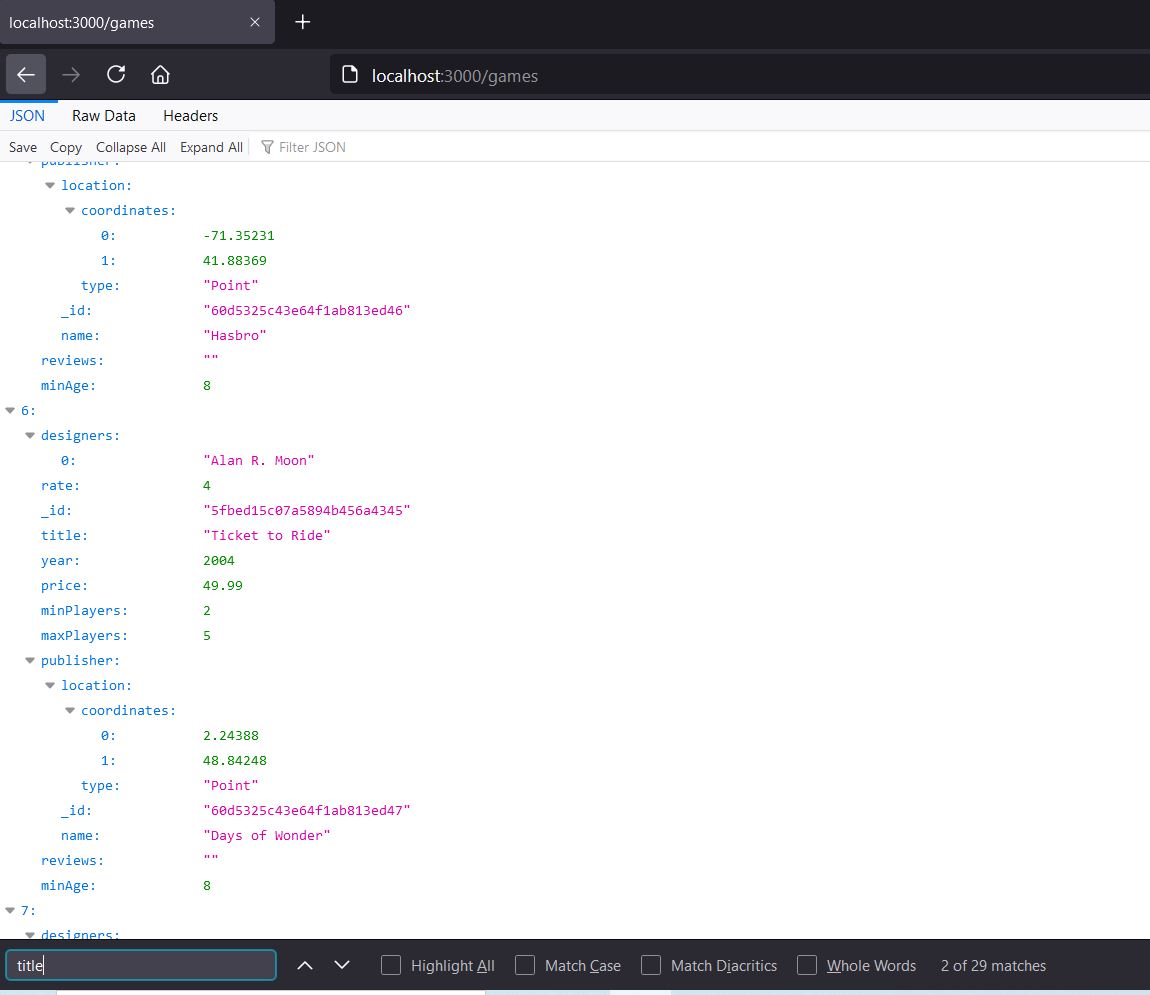 localhost:3000/games
localhost:3000/games
JSON Raw Data Headers
Save Copy Collapse All Expand All Filter JSON
publisher:
location:
coordinates:
0: -71.35231
1: 41.88369
type: "Point"
_id: "60d5325c43e64f1ab813ed46"
name: "Hasbro"
reviews: ""
minAge: 8
6:
designers:
0: "Alan R. Moon"
rate: 4
_id: "5fbed15c07a5894b456a4345"
title: "Ticket to Ride"
year: 2004
price: 49.99
minPlayers: 2
maxPlayers: 5
publisher:
location:
coordinates:
0: 2.24388
1: 48.84248
type: "Point"
_id: "60d5325c43e64f1ab813ed47"
name: "Days of Wonder"
reviews: ""
minAge: 8
7:
designers:
title Highlight All Match Case Match Diacritics Whole Words 2 of 29 matches